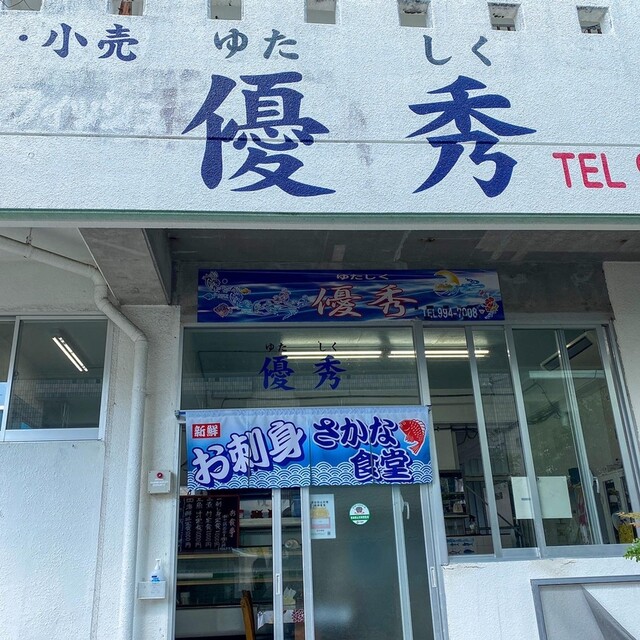 ・小売
ゆた しく
優秀
TEL
ゆたしく
優秀
TEL994-2006
ゆた しく
優秀
新鮮
お刺身
さかな
食堂